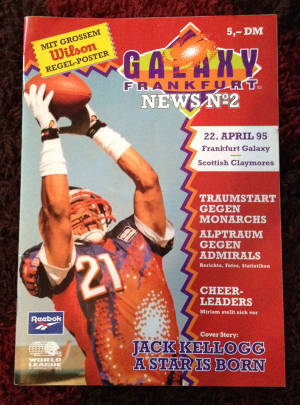 5,– DM
MIT GROSSEM
Wilson
REGEL-POSTER
GALAXY
FRANKFURT
NEWS Nº2
22. APRIL 95
Frankfurt Galaxy
Scottish Claymores
TRAUMSTART
GEGEN
MONARCHS
ALPTRAUM
GEGEN
ADMIRALS
Berichte, Fotos, Statistiken
CHEER-
LEADERS
Miriam stellt sich vor
Cover Story:
JACK KELLOGG
A STAR IS BORN
21
Reebok
WORLD
LEAGUE